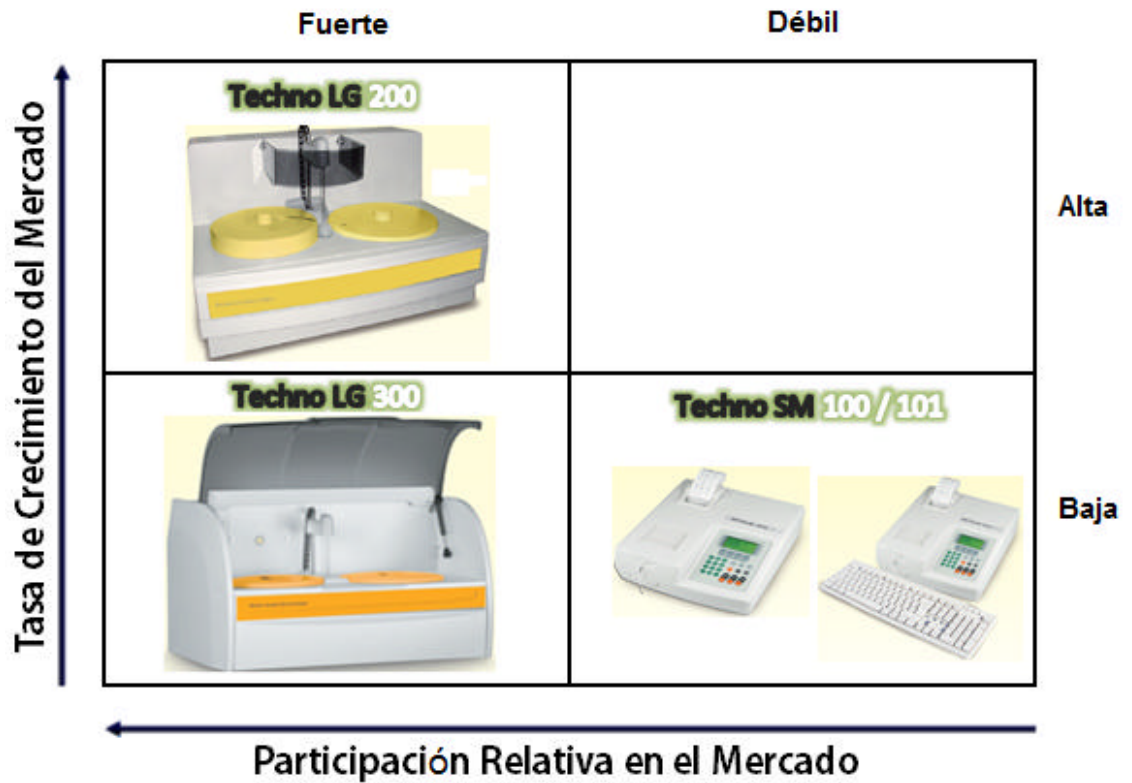 Fuerte
Débil
Tasa de Crecimiento del Mercado
Techno LG 200
Alta
Techno LG 300
Techno SM 100 / 101
Baja
Participación Relativa en el Mercado